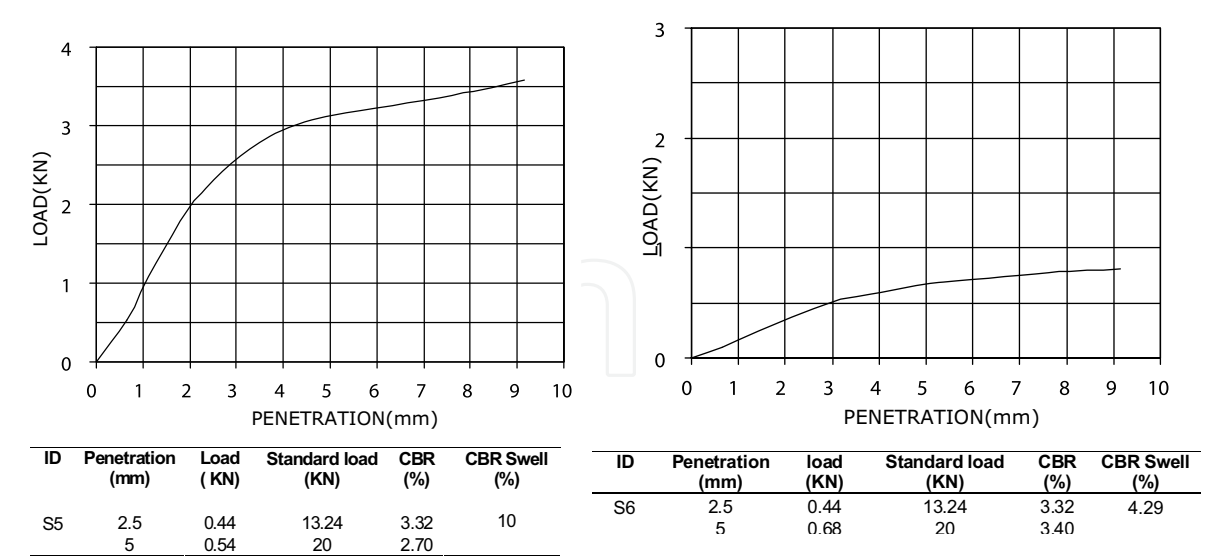 4
3
2
1
0
LOAD(KN)
0 1 2 3 4 5 6 7 8 9 10
PENETRATION(mm)
ID Penetration (mm) Load ( KN) Standard load (KN) CBR (%) CBR Swell (%)
S5 2.5 0.44 13.24 3.32 10
5 0.54 20 2.70
3
2
1
0
LOAD(KN)
0 1 2 3 4 5 6 7 8 9 10
PENETRATION(mm)
ID Penetration (mm) load (KN) Standard load (KN) CBR (%) CBR Swell (%)
S6 2.5 0.44 13.24 3.32 4.29
5 0.68 20 3.40